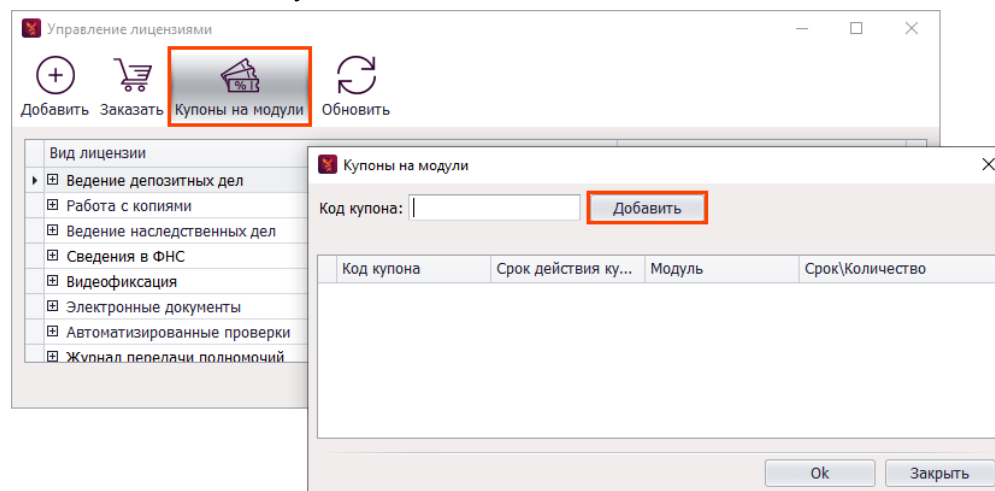 Управление лицензиями
Добавить Заказать Купоны на модули Обновить
Вид лицензии
Ведение депозитных дел
Работа с копиями
Ведение наследственных дел
Сведения в ФНС
Видеофиксация
Электронные документы
Автоматизированные проверки
Журнал передачи полномочий
Купоны на модули
Код купона: Добавить
Код купона Срок действия ку... Модуль Срок\Количество
Ok Закрыть